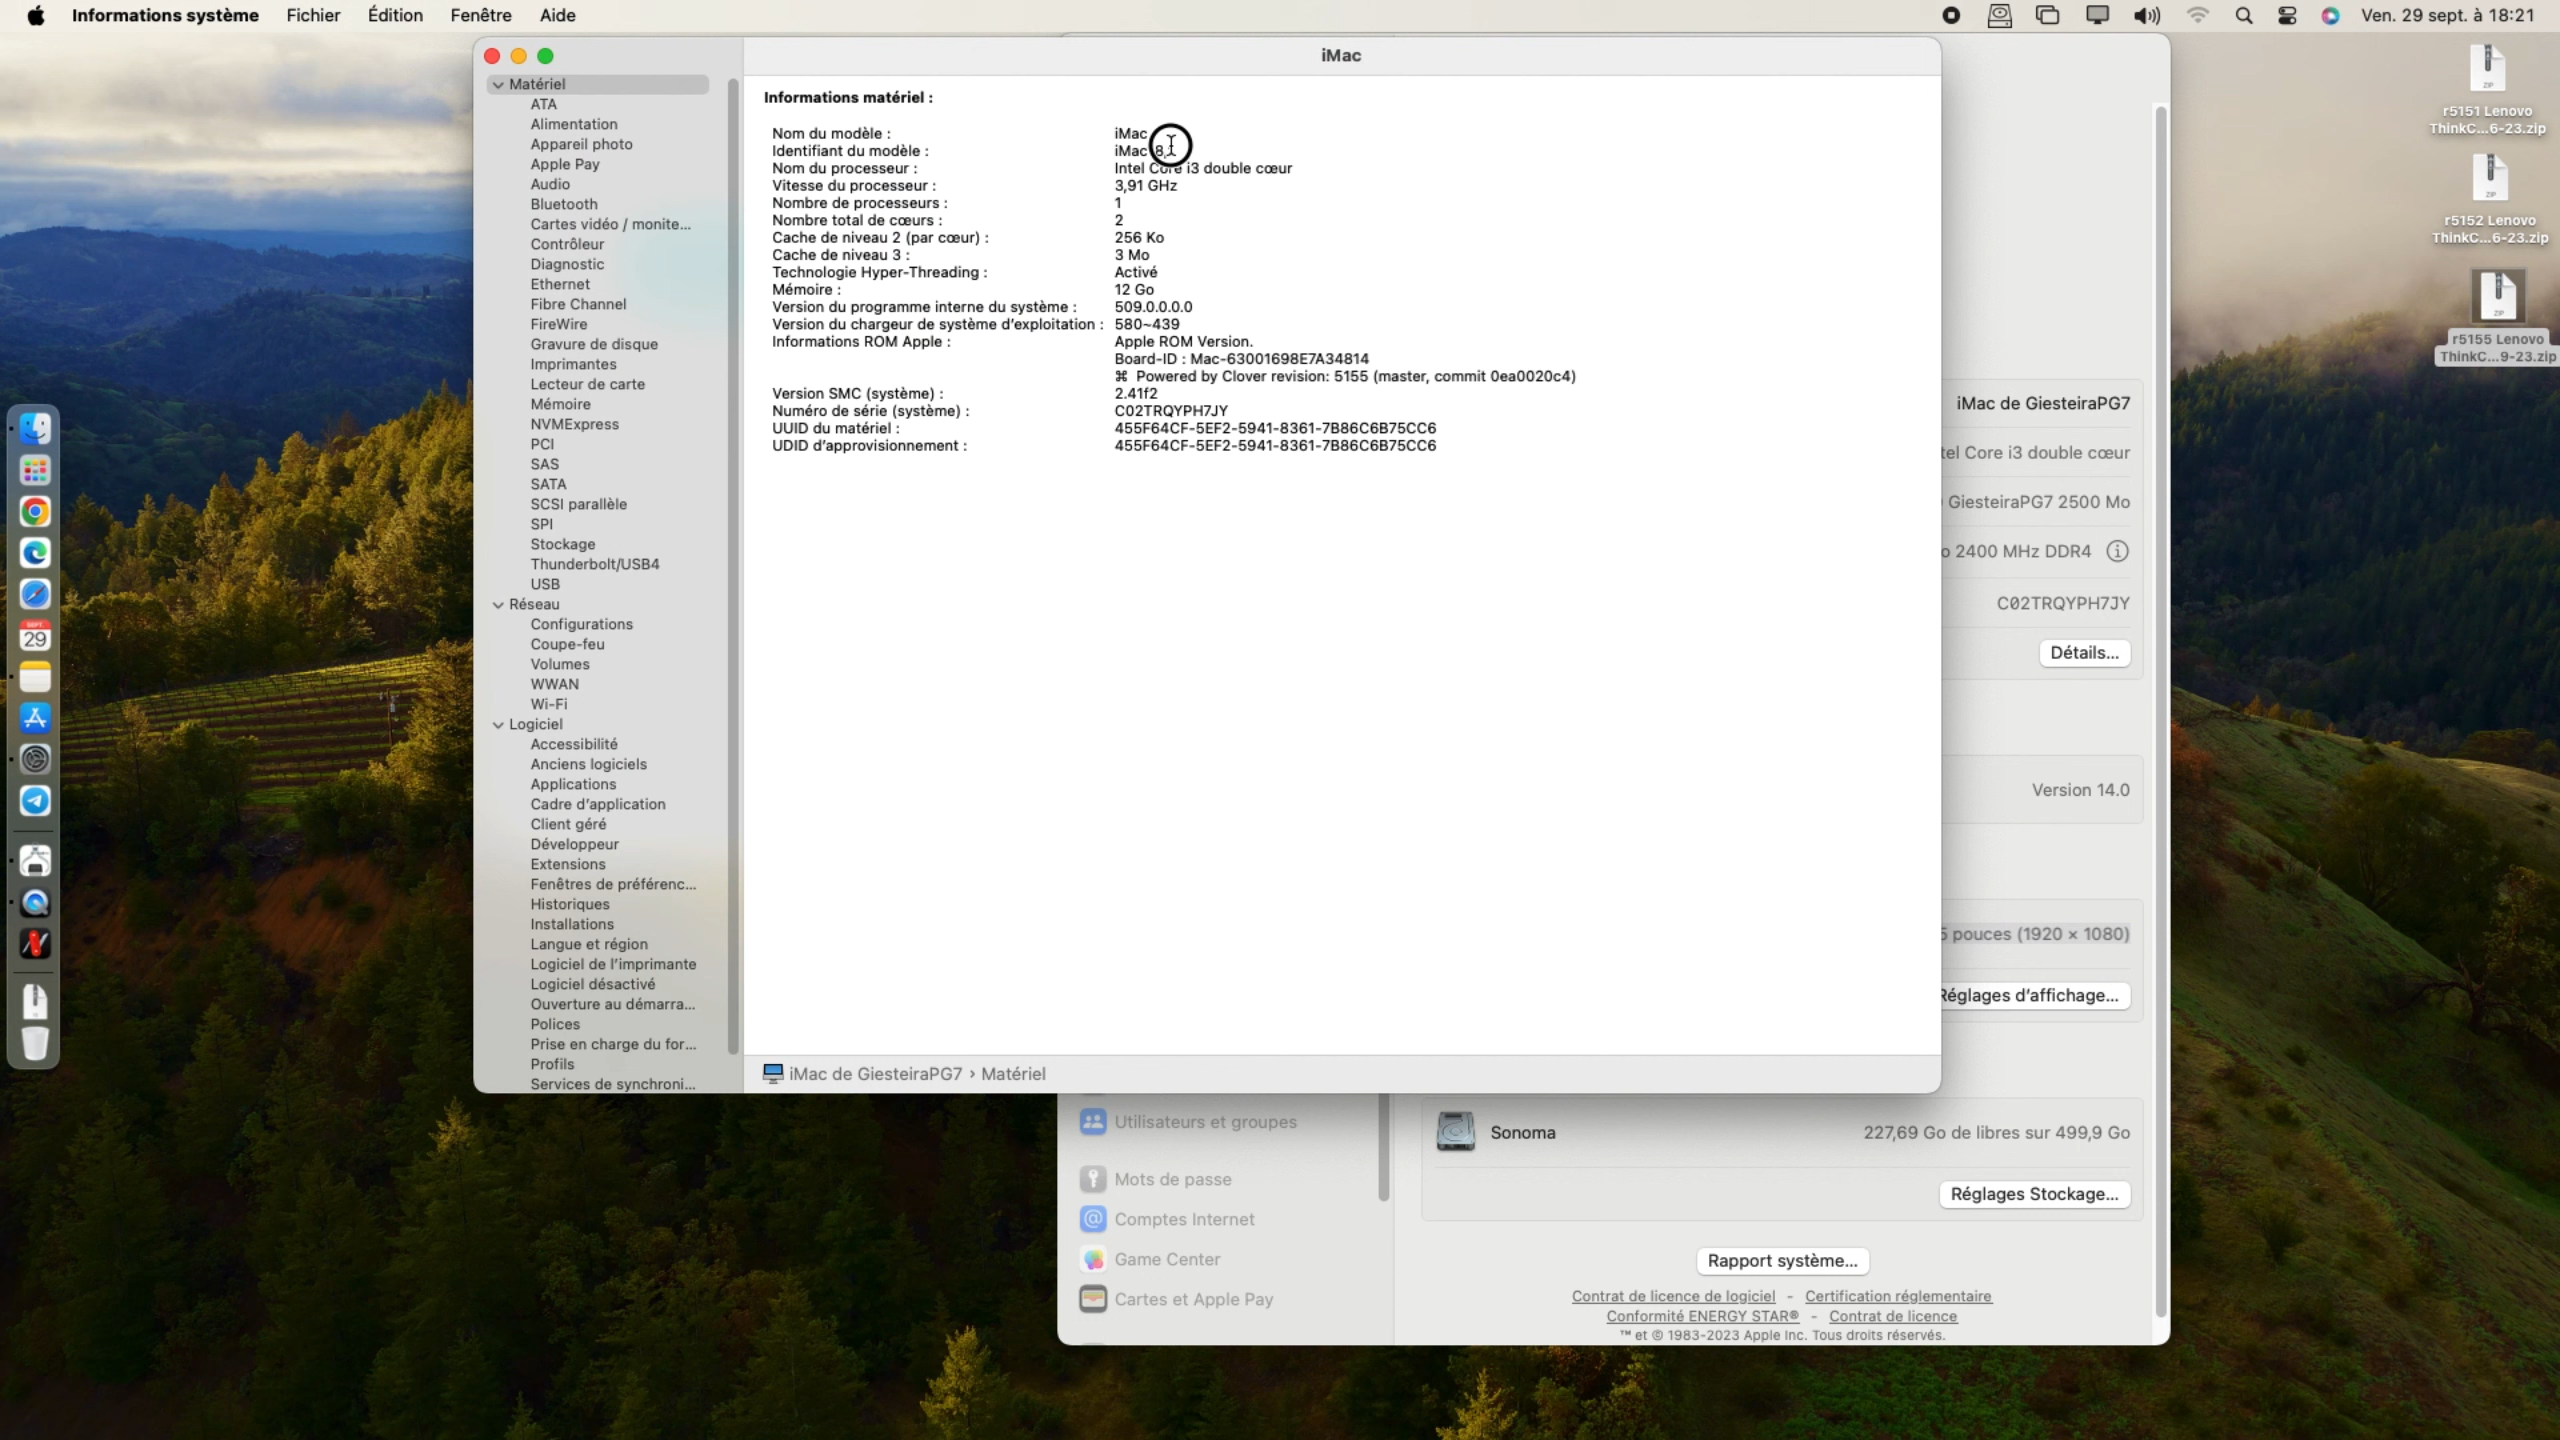 Informations système Fichier Édition Fenêtre Aide
Ven. 29 sept. à 18:21
iMac
Matériel
ATA
Alimentation
Appareil photo
Apple Pay
Audio
Bluetooth
Cartes vidéo / monite...
Contrôleur
Diagnostic
Ethernet
Fibre Channel
FireWire
Gravure de disque
Imprimantes
Lecteur de carte
Mémoire
NVMExpress
PCI
SAS
SATA
SCSI parallèle
SPI
Stockage
Thunderbolt/USB4
USB
Réseau
Configurations
Coupe-feu
Volumes
WWAN
Wi-Fi
Logiciel
Accessibilité
Anciens logiciels
Applications
Cadre d'application
Client géré
Développeur
Extensions
Fenêtres de préférenc...
Historiques
Installations
Langue et région
Logiciel de l'imprimante
Logiciel désactivé
Ouverture au démarra...
Polices
Prise en charge du for...
Profils
Services de synchroni...
Informations matériel :
Nom du modèle : iMac
Identifiant du modèle : iMac
Nom du processeur : Intel Core i3 double cœur
Vitesse du processeur : 3,91 GHz
Nombre de processeurs : 1
Nombre total de cœurs : 2
Cache de niveau 2 (par cœur) : 256 Ko
Cache de niveau 3 : 3 Mo
Technologie Hyper-Threading : Activé
Mémoire : 12 Go
Version du programme interne du système : 509.0.0.0.0
Version du chargeur de système d'exploitation : 580~439
Informations ROM Apple : Apple ROM Version.
Board-ID : Mac-63001698E7A34814
⌘ Powered by Clover revision: 5155 (master, commit 0ea0020c4)
Version SMC (système) : 2.41f2
Numéro de série (système) : C02TRQYPH7JY
UUID du matériel : 455F64CF-5EF2-5941-8361-7B86C6B75CC6
UDID d'approvisionnement : 455F64CF-5EF2-5941-8361-7B86C6B75CC6
iMac de GiesteiraPG7 › Matériel
iMac de GiesteiraPG7
tel Core i3 double cœur
GiesteiraPG7 2500 Mo
o 2400 MHz DDR4
C02TRQYPH7JY
Détails...
Version 14.0
5 pouces (1920 × 1080)
Réglages d'affichage...
Utilisateurs et groupes
Mots de passe
Comptes Internet
Game Center
Cartes et Apple Pay
Sonoma 227,69 Go de libres sur 499,9 Go
Réglages Stockage...
Rapport système...
Contrat de licence de logiciel - Certification réglementaire
Conformité ENERGY STAR® - Contrat de licence
™ et © 1983-2023 Apple Inc. Tous droits réservés.
r5151 Lenovo
ThinkC...6-23.zip
r5152 Lenovo
ThinkC...6-23.zip
r5155 Lenovo
ThinkC...9-23.zip
ZIP
ZIP
ZIP
SEPT.
29